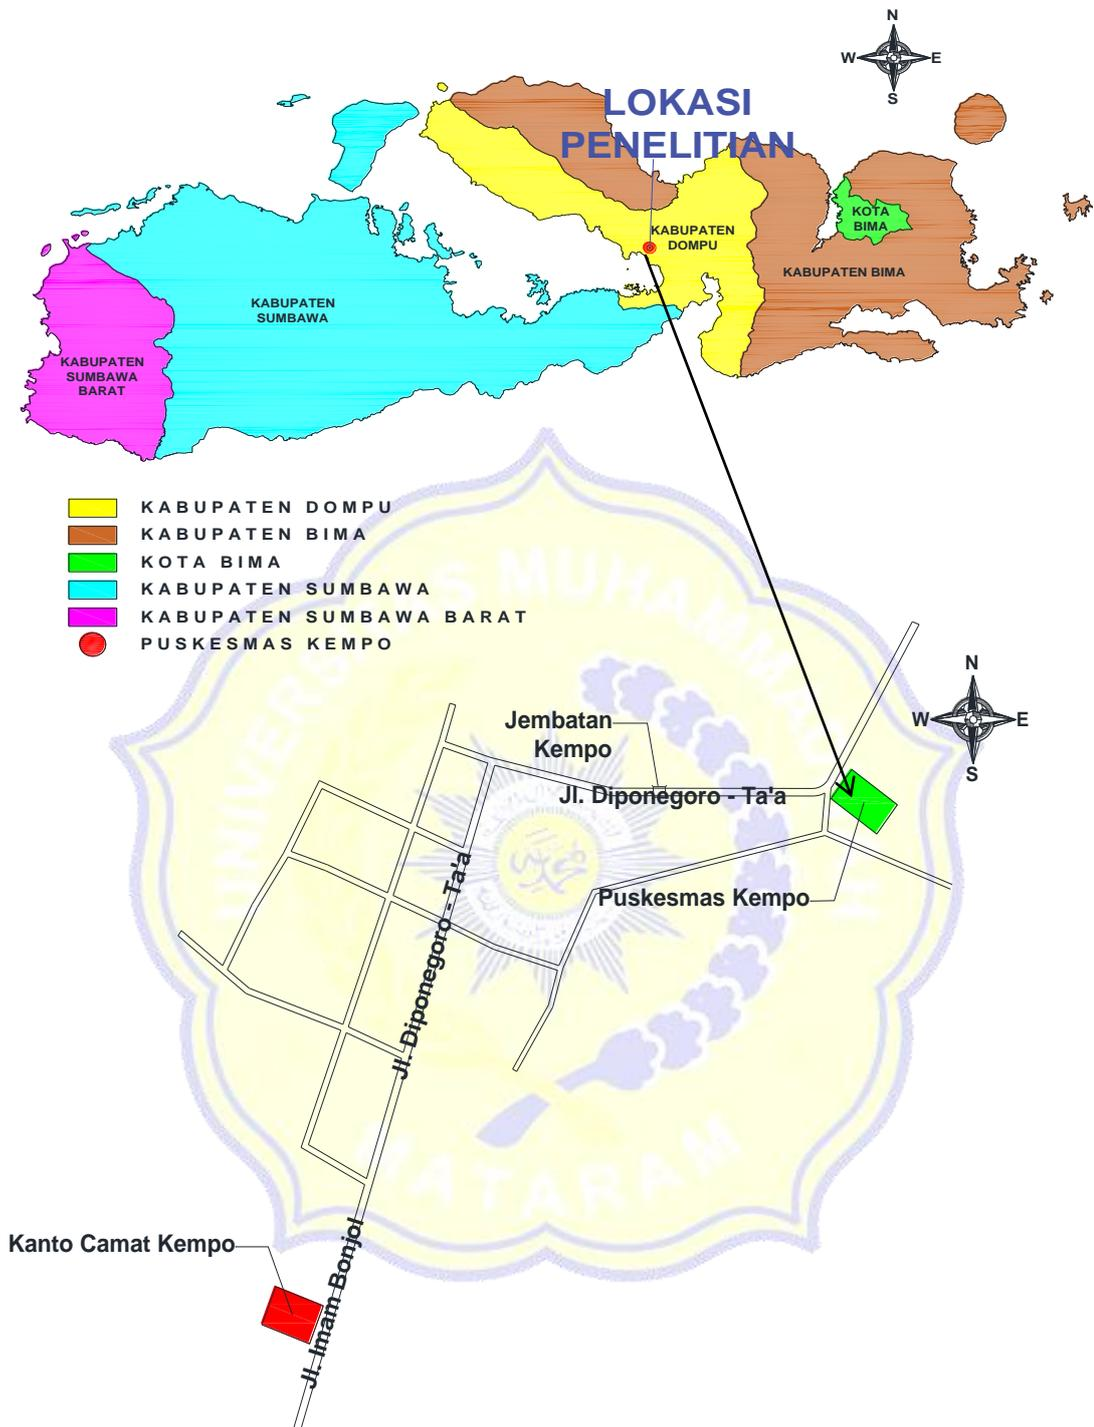 N
W E
S
LOKASI
PENELITIAN
KOTA
BIMA
KABUPATEN
DOMPU
KABUPATEN BIMA
KABUPATEN
SUMBAWA
KABUPATEN
SUMBAWA
BARAT
KABUPATEN DOMPU
KABUPATEN BIMA
KOTA BIMA
KABUPATEN SUMBAWA
KABUPATEN SUMBAWA BARAT
PUSKESMAS KEMPO
N
W E
S
Jembatan
Kempo
Jl. Diponegoro - Ta'a
Jl. Diponegoro - Ta'a
Puskesmas Kempo
Kanto Camat Kempo
Jl. Imam Bonjol
MATARAM